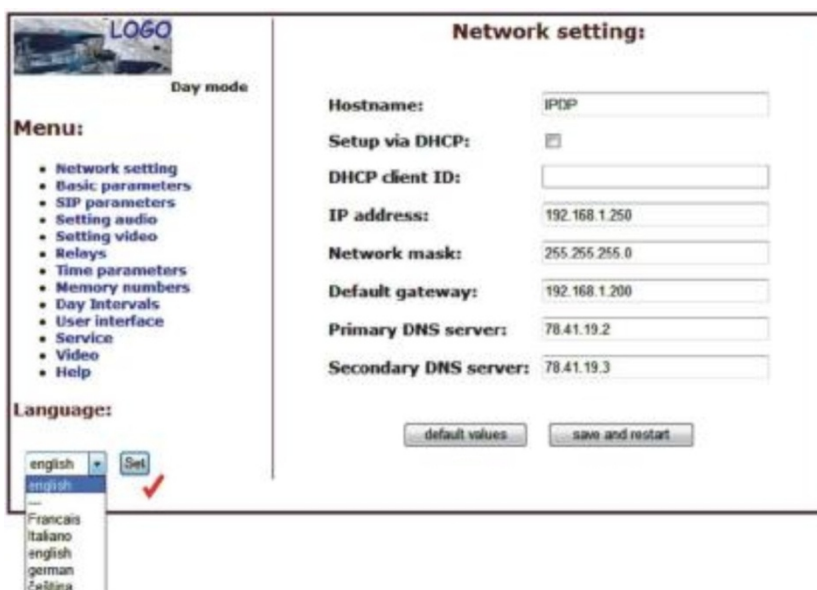 LOGO
Day mode
Menu:
Network setting
Basic parameters
SIP parameters
Setting audio
Setting video
Relays
Time parameters
Memory numbers
Day Intervals
User interface
Service
Video
Help
Language:
english
Set
english
---
Francais
Italiano
english
german
čeština
Network setting:
Hostname: IPDP
Setup via DHCP:
DHCP client ID:
IP address: 192.168.1.250
Network mask: 255.255.255.0
Default gateway: 192.168.1.200
Primary DNS server: 78.41.19.2
Secondary DNS server: 78.41.19.3
default values save and restart